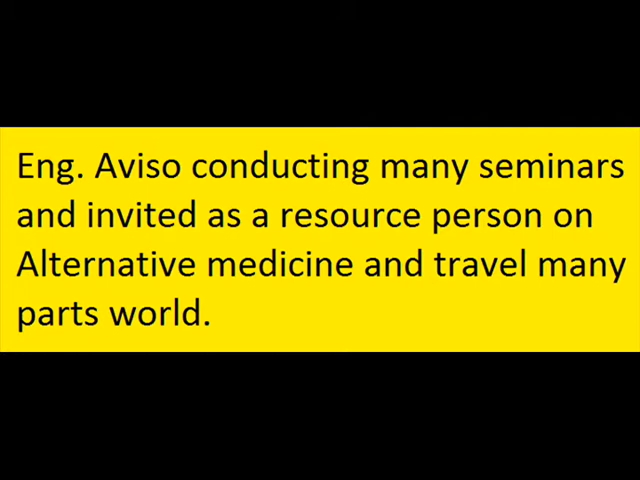 Eng. Aviso conducting many seminars
and invited as a resource person on
Alternative medicine and travel many
parts world.